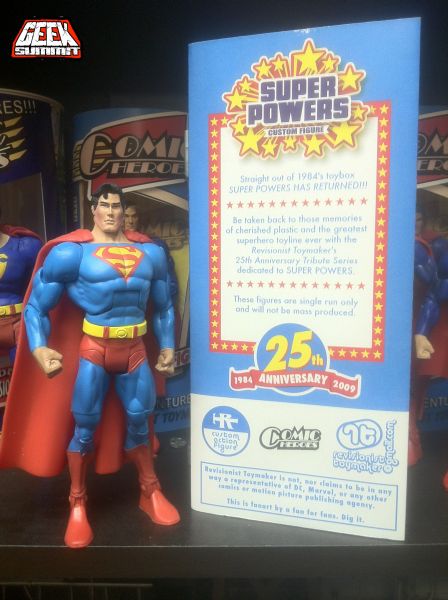 GEEK
SUMMIT
SUPER
POWERS
CUSTOM FIGURE
Straight out of 1984's toybox
SUPER POWERS HAS RETURNED!!!
Be taken back to those memories
of cherished plastic and the greatest
superhero toyline ever with the
Revisionist Toymaker's
25th Anniversary Tribute Series
dedicated to SUPER POWERS.
These figures are single run only
and will not be mass produced.
25th
1984 ANNIVERSARY 2009
custom
action
figure
COMIC
HEROES
revisionist
toymaker
Revisionist Toymaker is not, nor claims to be in any
way a representative of DC, Marvel, or any other
comics or motion picture publishing agency.
This is fanart by a fan for fans. Dig it.
COMIC
HEROES
RES!!!